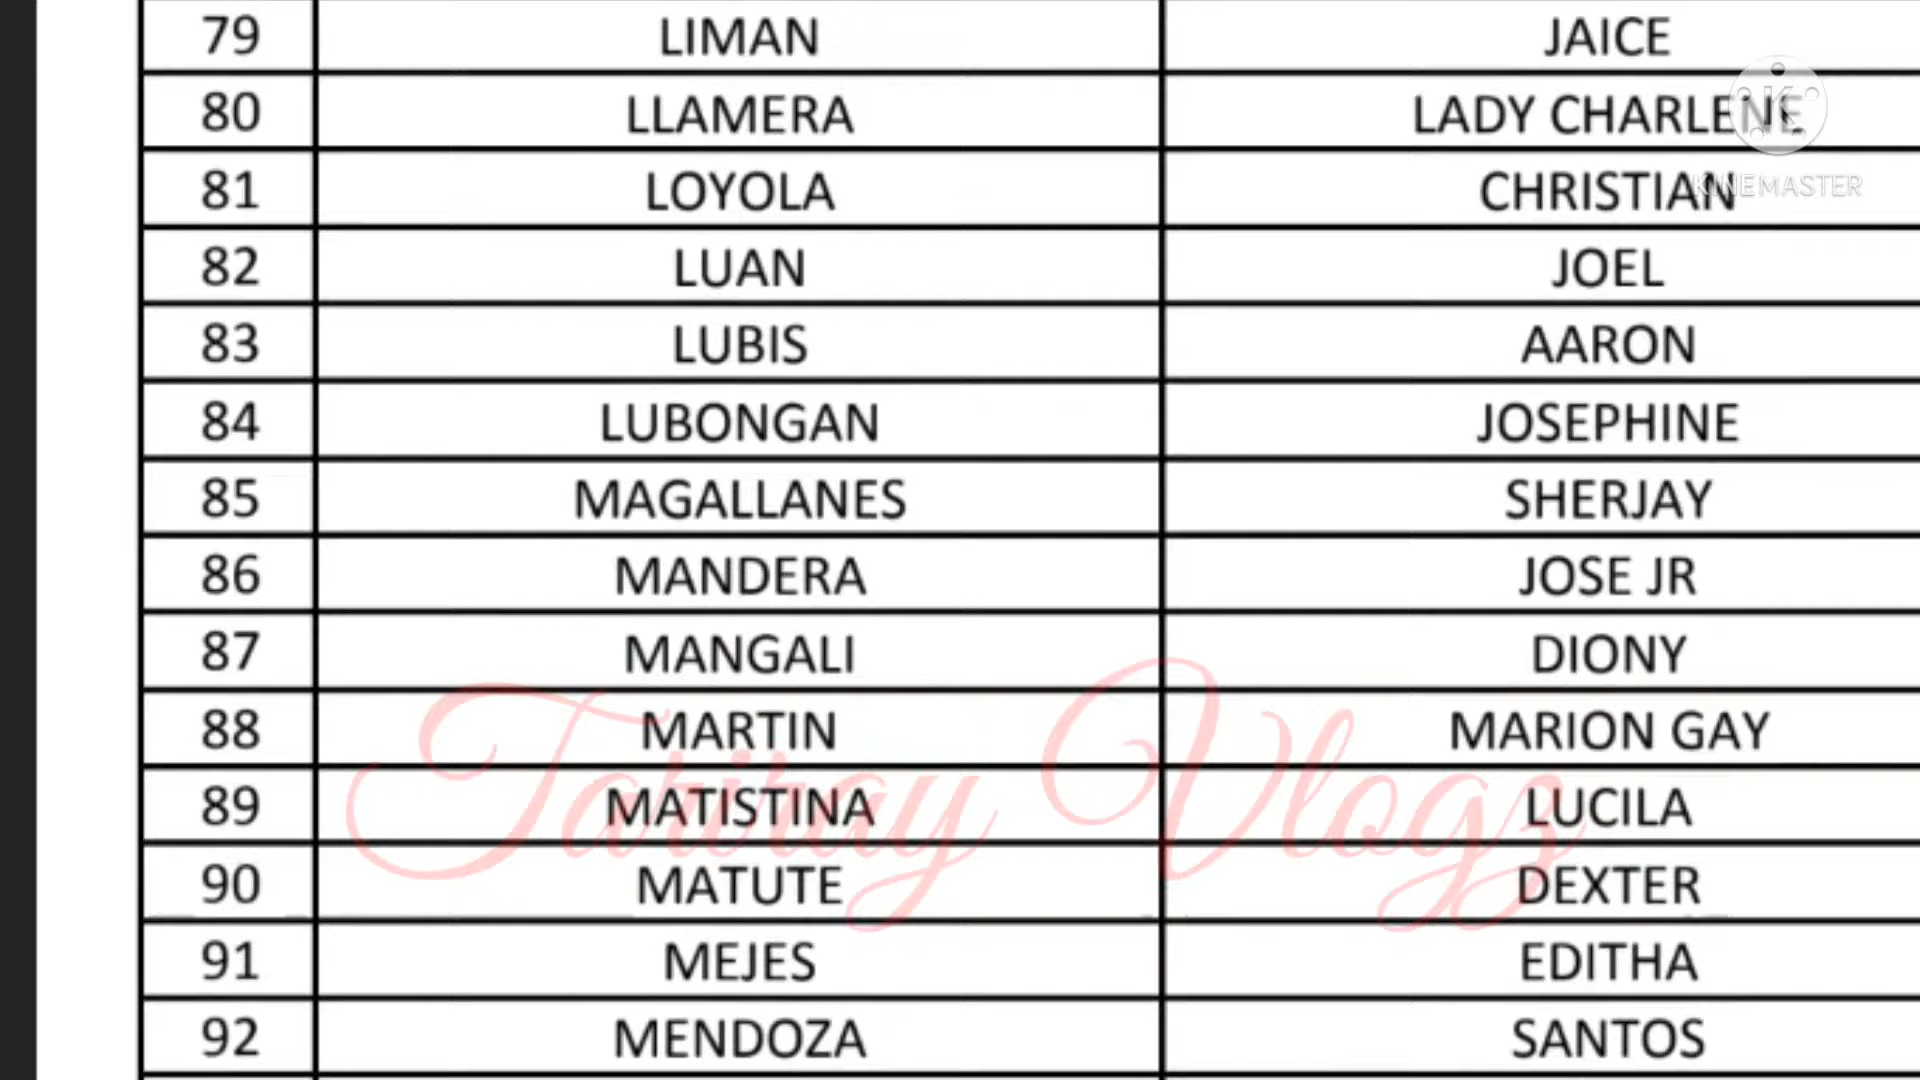 79 LIMAN JAICE
80 LLAMERA LADY CHARLENE
81 LOYOLA CHRISTIAN
KINEMASTER
82 LUAN JOEL
83 LUBIS AARON
84 LUBONGAN JOSEPHINE
85 MAGALLANES SHERJAY
86 MANDERA JOSE JR
87 MANGALI DIONY
88 MARTIN MARION GAY
Vlogz
89 MATISTINA LUCILA
90 MATUTE DEXTER
91 MEJES EDITHA
92 MENDOZA SANTOS